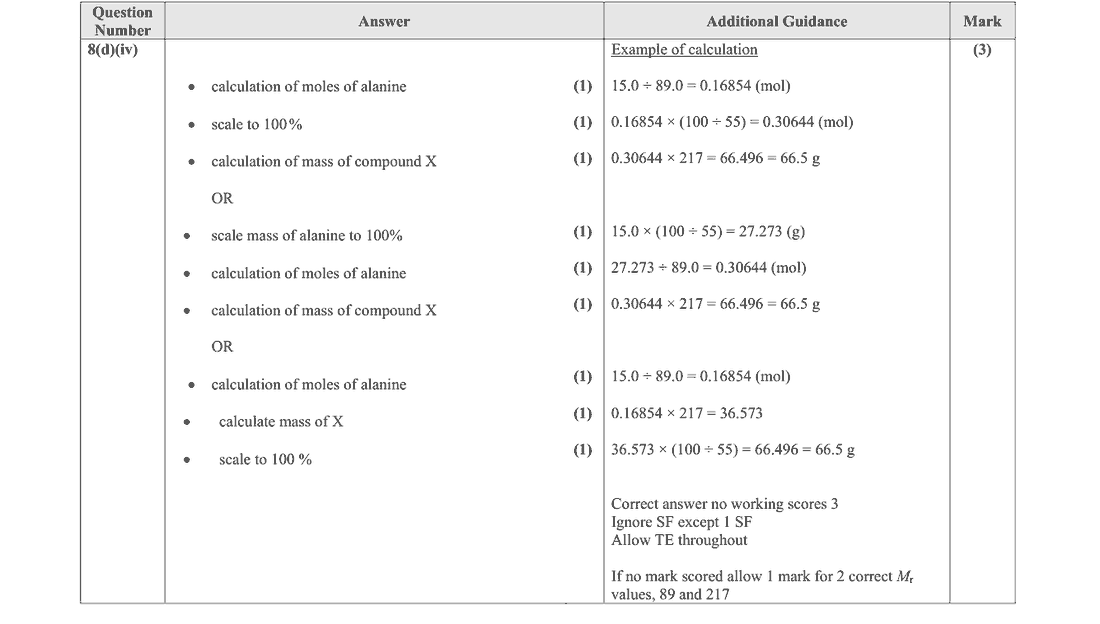 Question Number
Answer
Additional Guidance
Mark
8(d)(iv)
Example of calculation
(3)
• calculation of moles of alanine (1) 15.0 ÷ 89.0 = 0.16854 (mol)
• scale to 100% (1) 0.16854 × (100 ÷ 55) = 0.30644 (mol)
• calculation of mass of compound X (1) 0.30644 × 217 = 66.496 = 66.5 g
OR
• scale mass of alanine to 100% (1) 15.0 × (100 ÷ 55) = 27.273 (g)
• calculation of moles of alanine (1) 27.273 ÷ 89.0 = 0.30644 (mol)
• calculation of mass of compound X (1) 0.30644 × 217 = 66.496 = 66.5 g
OR
• calculation of moles of alanine (1) 15.0 ÷ 89.0 = 0.16854 (mol)
• calculate mass of X (1) 0.16854 × 217 = 36.573
• scale to 100 % (1) 36.573 × (100 ÷ 55) = 66.496 = 66.5 g
Correct answer no working scores 3
Ignore SF except 1 SF
Allow TE throughout
If no mark scored allow 1 mark for 2 correct Mr
values, 89 and 217